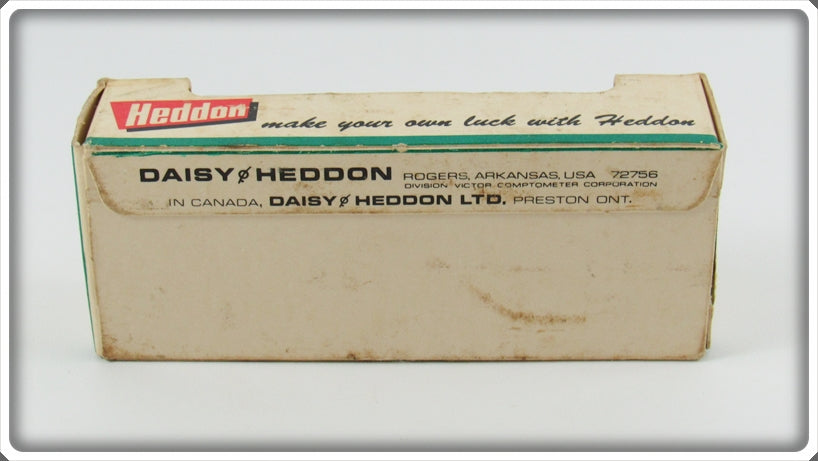 Heddon make your own luck with Heddon
DAISY/HEDDON ROGERS, ARKANSAS, USA 72756
DIVISION VICTOR COMPTOMETER CORPORATION
IN CANADA, DAISY/HEDDON LTD. PRESTON ONT.